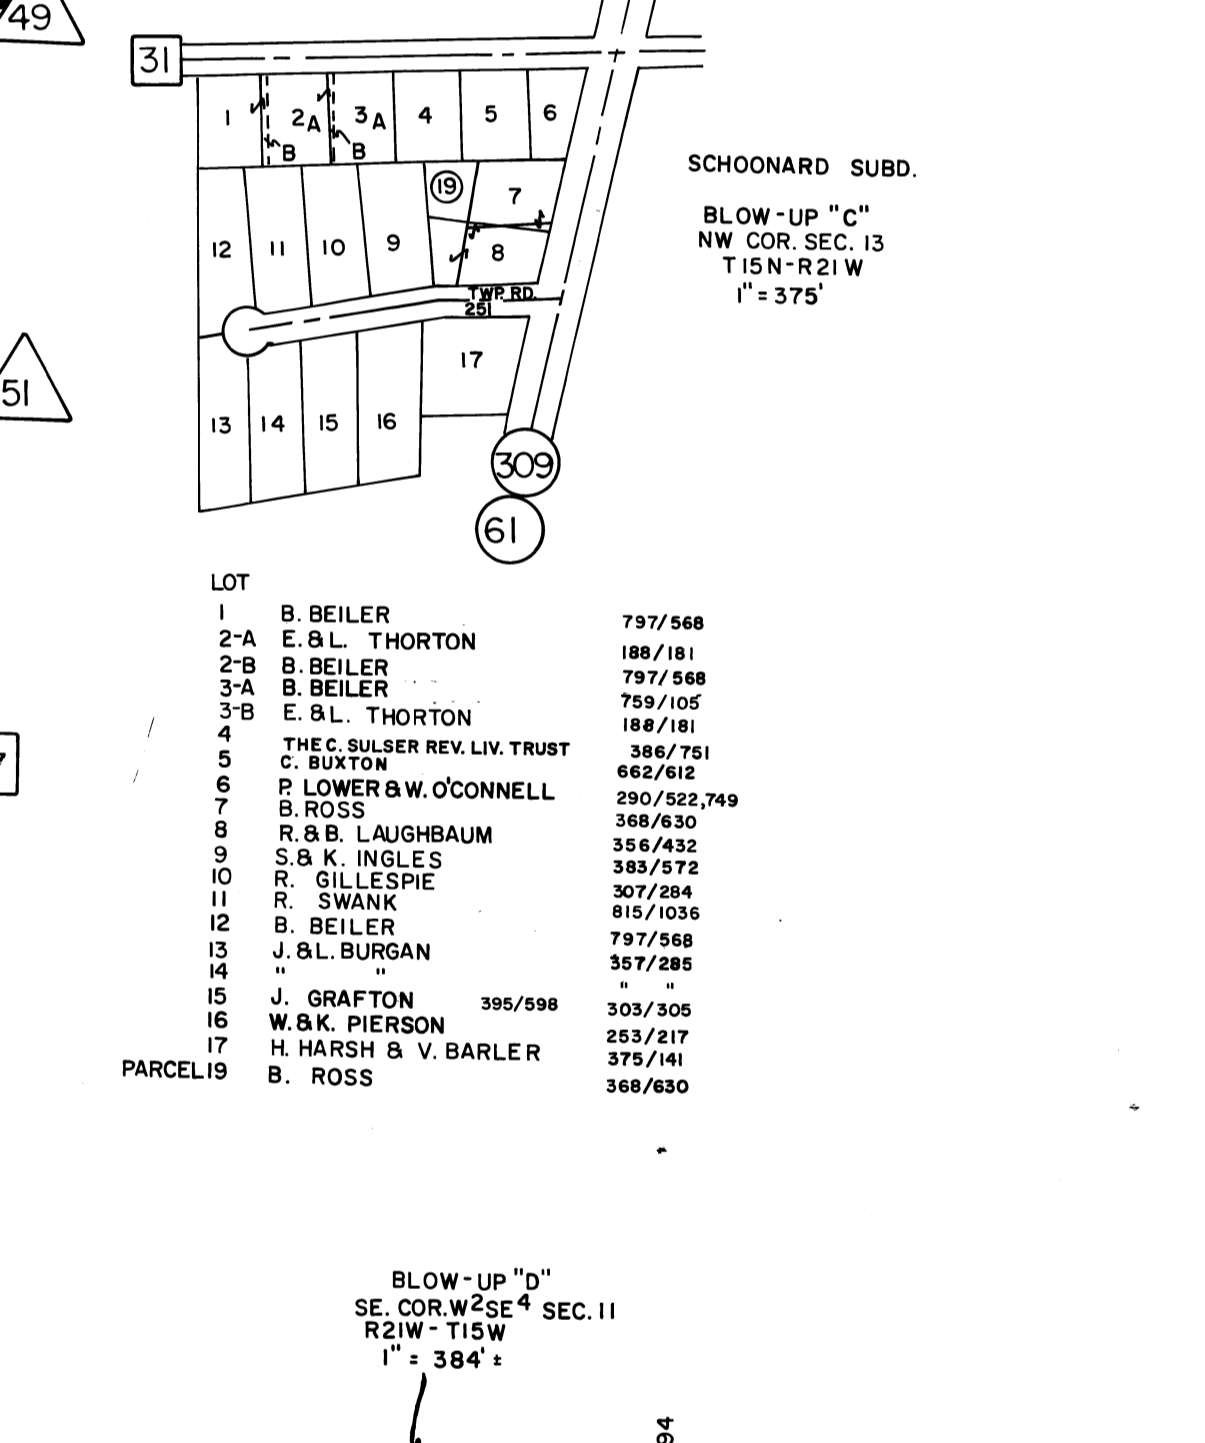 49
31
1 2A 3A 4 5 6
B B
19 7
12 11 10 9 8
TWP. RD.
251
17
51
13 14 15 16
309
61
SCHOONARD SUBD.
BLOW-UP "C"
NW COR. SEC. 13
T15N-R21W
1"=375'
LOT
1 B. BEILER 797/568
2-A E. & L. THORTON 188/181
2-B B. BEILER 797/568
3-A B. BEILER 759/105
3-B E. & L. THORTON 188/181
4 THE C. SULSER REV. LIV. TRUST 386/751
5 C. BUXTON 662/612
6 P. LOWER & W. O'CONNELL 290/522,749
7 B. ROSS 368/630
8 R. & B. LAUGHBAUM 356/432
9 S. & K. INGLES 383/572
10 R. GILLESPIE 307/284
11 R. SWANK 815/1036
12 B. BEILER 797/568
13 J. & L. BURGAN 357/285
14 " " " "
15 J. GRAFTON 395/598 303/305
16 W. & K. PIERSON 253/217
17 H. HARSH & V. BARLER 375/141
PARCEL 19 B. ROSS 368/630
BLOW-UP "D"
SE. COR. W2SE4 SEC. 11
R21W-T15W
1" = 384' ±
94